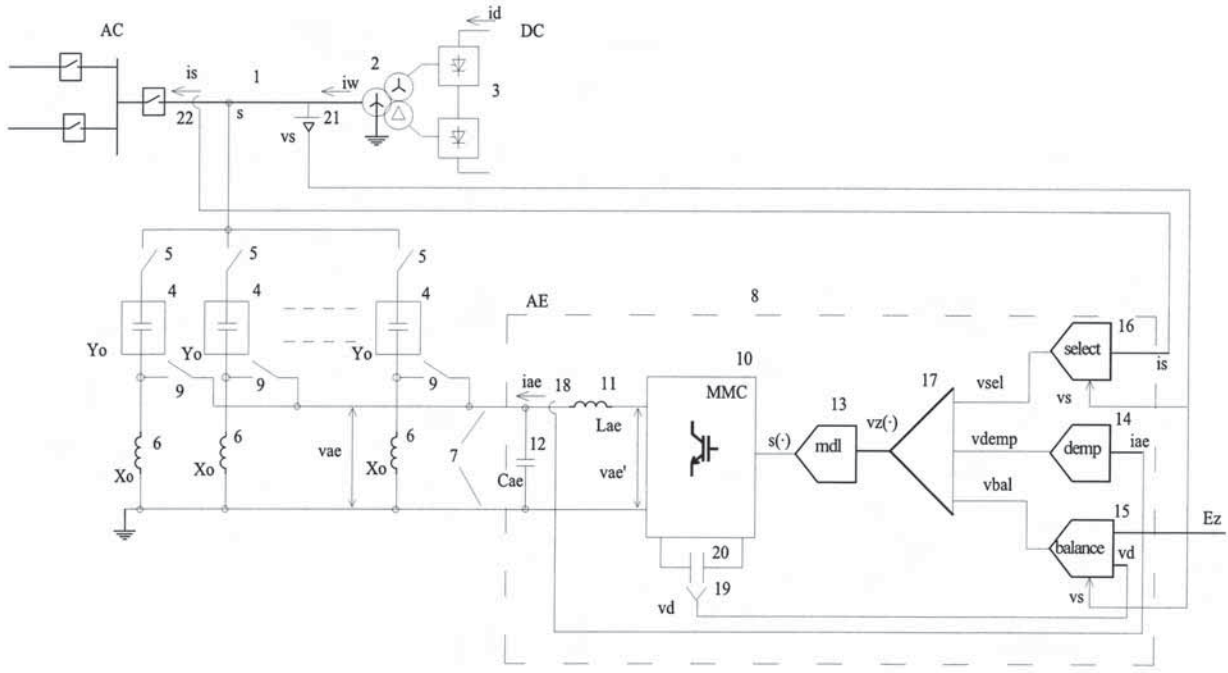 AC
id
DC
is
1
iw
2
3
22
s
21
vs
5
5
5
4
4
4
Yo
Yo
Yo
9
9
9
AE
8
iae
18
11
10
MMC
Lae
vae
7
12
Cae
vae'
6
6
6
Xo
Xo
Xo
s(·)
13
mdl
vz(·)
17
vsel
16
select
is
vs
vdemp
14
demp
iae
vbal
15
balance
Ez
vd
vs
20
19
vd